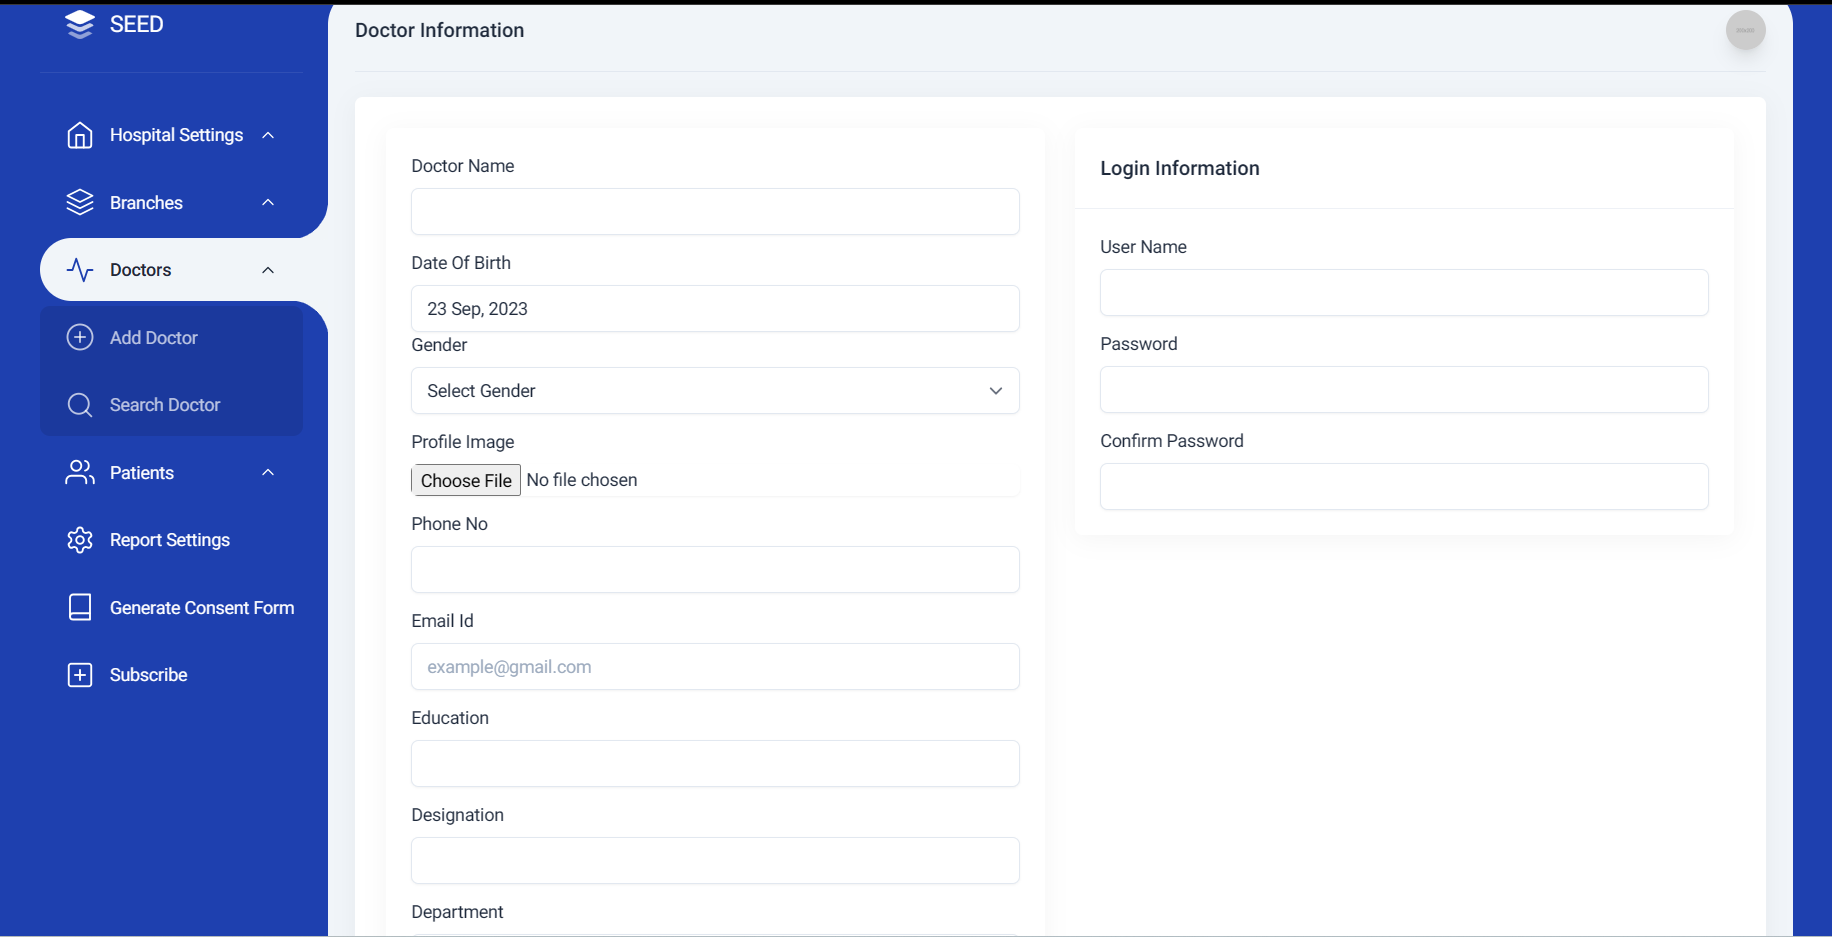 SEED
Hospital Settings
Branches
Doctors
Add Doctor
Search Doctor
Patients
Report Settings
Generate Consent Form
Subscribe
Doctor Information
Doctor Name
Date Of Birth
23 Sep, 2023
Gender
Select Gender
Profile Image
Choose File No file chosen
Phone No
Email Id
example@gmail.com
Education
Designation
Department
Login Information
User Name
Password
Confirm Password